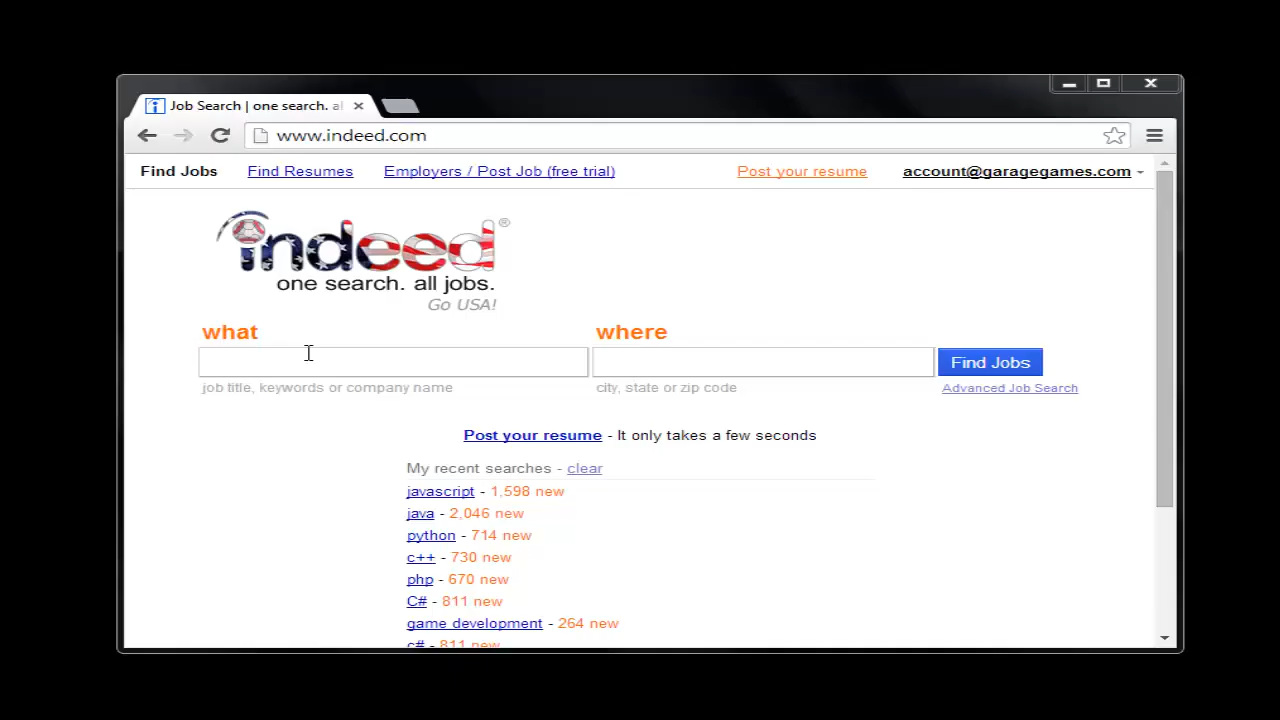 Job Search | one search. al
www.indeed.com
Find Jobs Find Resumes Employers / Post Job (free trial) Post your resume account@garagegames.com
indeed®
one search. all jobs.
Go USA!
what where
Find Jobs
job title, keywords or company name city, state or zip code Advanced Job Search
Post your resume - It only takes a few seconds
My recent searches - clear
javascript - 1,598 new
java - 2,046 new
python - 714 new
c++ - 730 new
php - 670 new
C# - 811 new
game development - 264 new
c# - 811 new